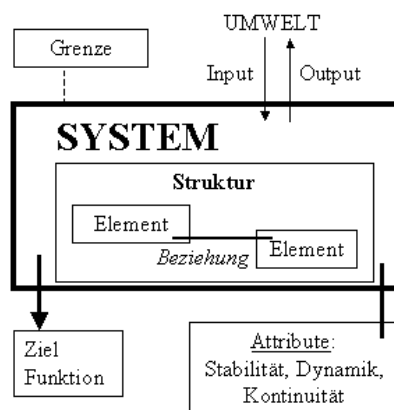 UMWELT
Grenze
Input
Output
SYSTEM
Struktur
Element
Beziehung
Element
Ziel
Funktion
Attribute:
Stabilität, Dynamik,
Kontinuität